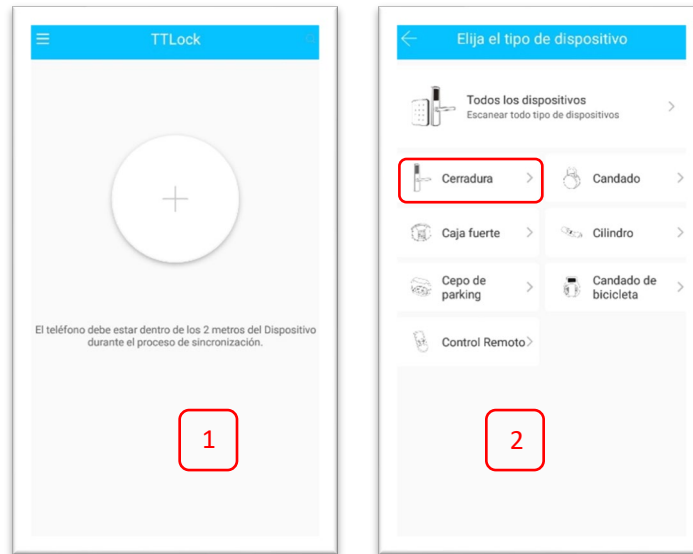 TTLock
El teléfono debe estar dentro de los 2 metros del Dispositivo
durante el proceso de sincronización.
1
Elija el tipo de dispositivo
Todos los dispositivos
Escanear todo tipo de dispositivos
Cerradura
Candado
Caja fuerte
Cilindro
Cepo de
parking
Candado de
bicicleta
Control Remoto
2